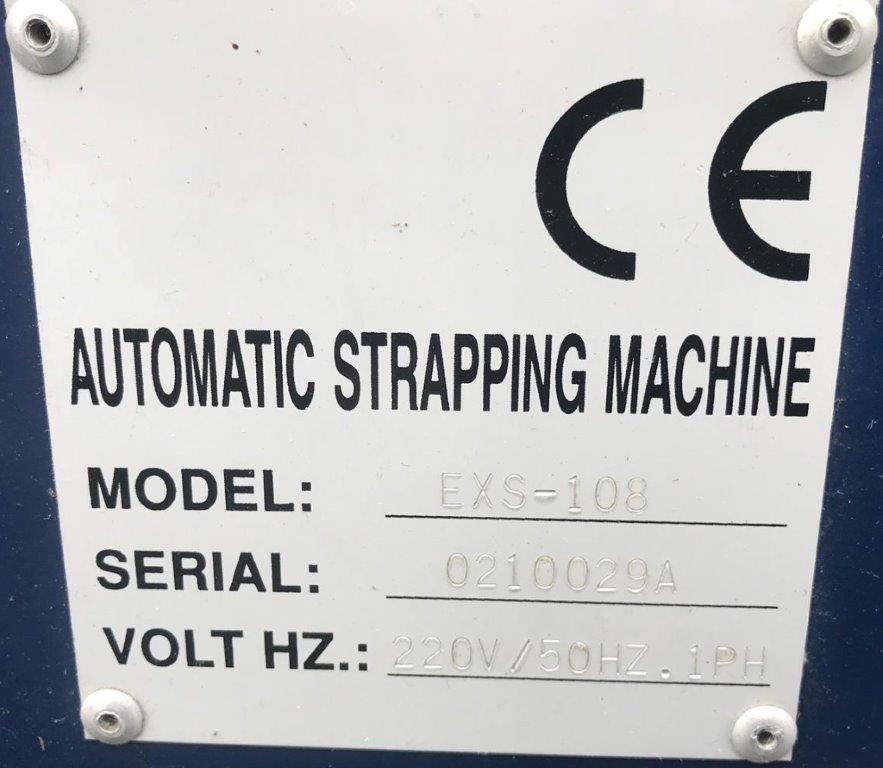 CE
AUTOMATIC STRAPPING MACHINE
MODEL: EXS-108
SERIAL: 0210029A
VOLT HZ.: 220V/50HZ.1PH